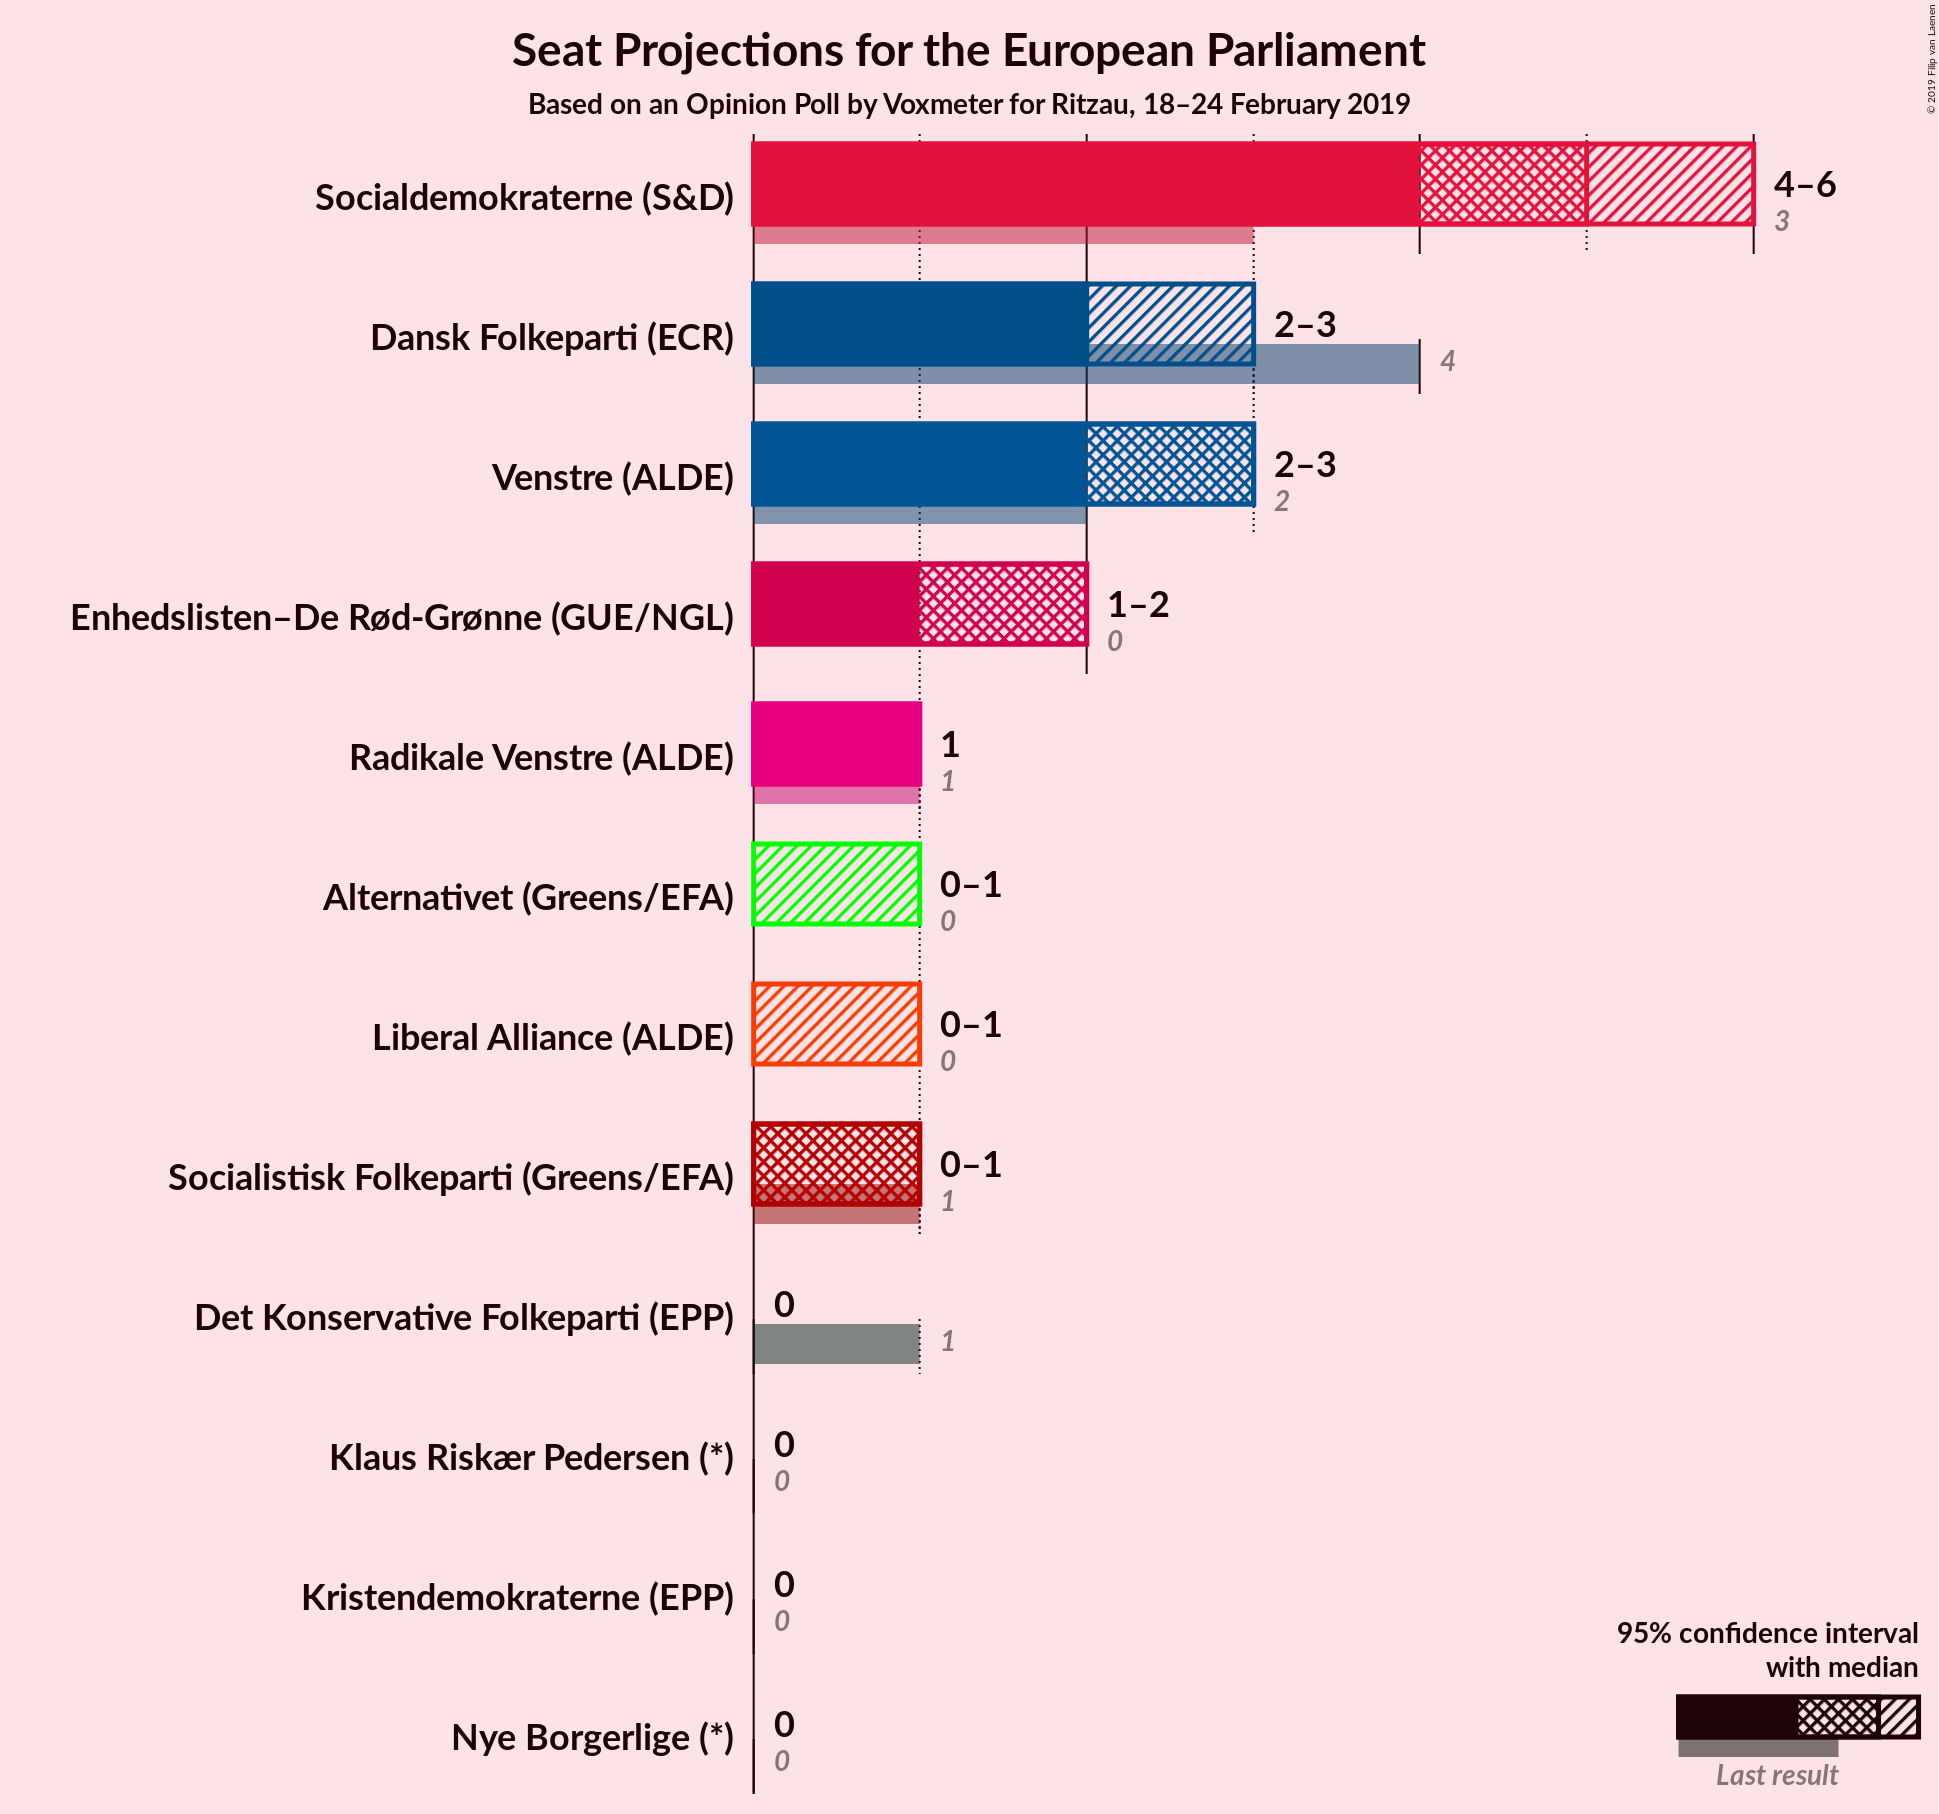 Seat Projections for the European Parliament
Based on an Opinion Poll by Voxmeter for Ritzau, 18–24 February 2019
© 2019 Filip van Laenen
Socialdemokraterne (S&D)
4–6
3
Dansk Folkeparti (ECR)
2–3
4
Venstre (ALDE)
2–3
2
Enhedslisten–De Rød-Grønne (GUE/NGL)
1–2
0
Radikale Venstre (ALDE)
1
1
Alternativet (Greens/EFA)
0–1
0
Liberal Alliance (ALDE)
0–1
0
Socialistisk Folkeparti (Greens/EFA)
0–1
1
Det Konservative Folkeparti (EPP)
0
1
Klaus Riskær Pedersen (*)
0
0
Kristendemokraterne (EPP)
0
0
Nye Borgerlige (*)
0
0
95% confidence interval
with median
Last result